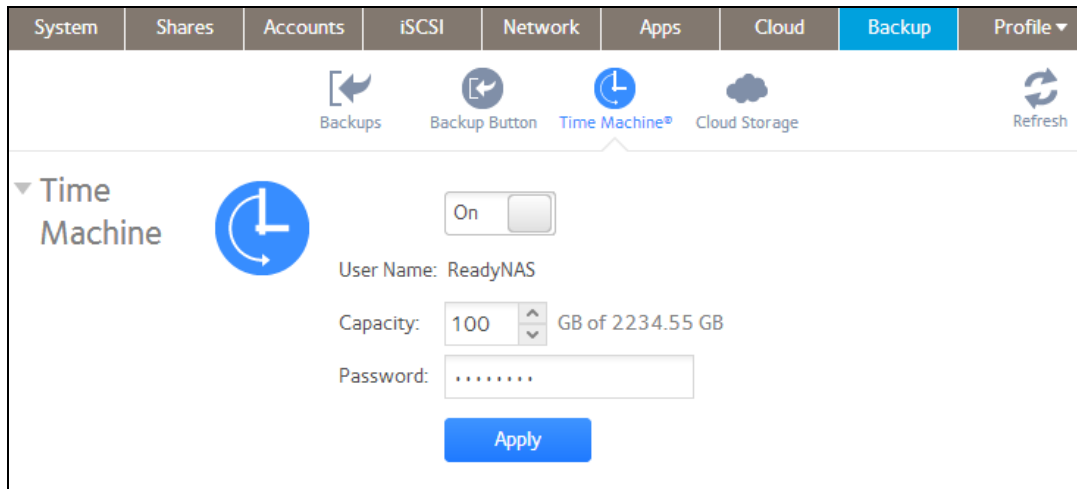 System Shares Accounts iSCSI Network Apps Cloud Backup Profile
Backups Backup Button Time Machine® Cloud Storage Refresh
Time
Machine
On
User Name: ReadyNAS
Capacity: 100 GB of 2234.55 GB
Password: ········
Apply